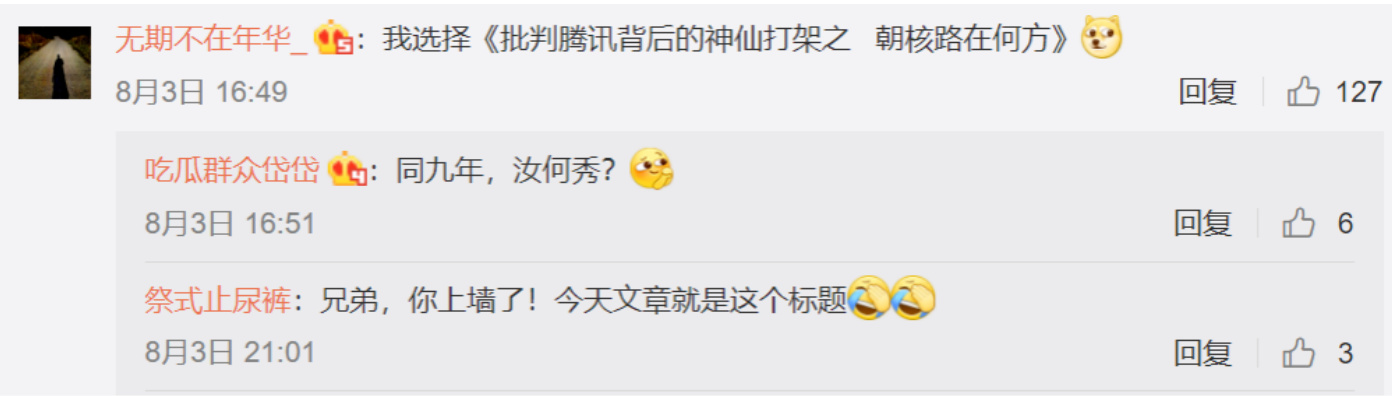 无期不在年华_5：我选择《批判腾讯背后的神仙打架之 朝核路在何方》
8月3日 16:49 回复 127
吃瓜群众岱岱4：同九年，汝何秀？
8月3日 16:51 回复 6
祭式止尿裤：兄弟，你上墙了！今天文章就是这个标题
8月3日 21:01 回复 3